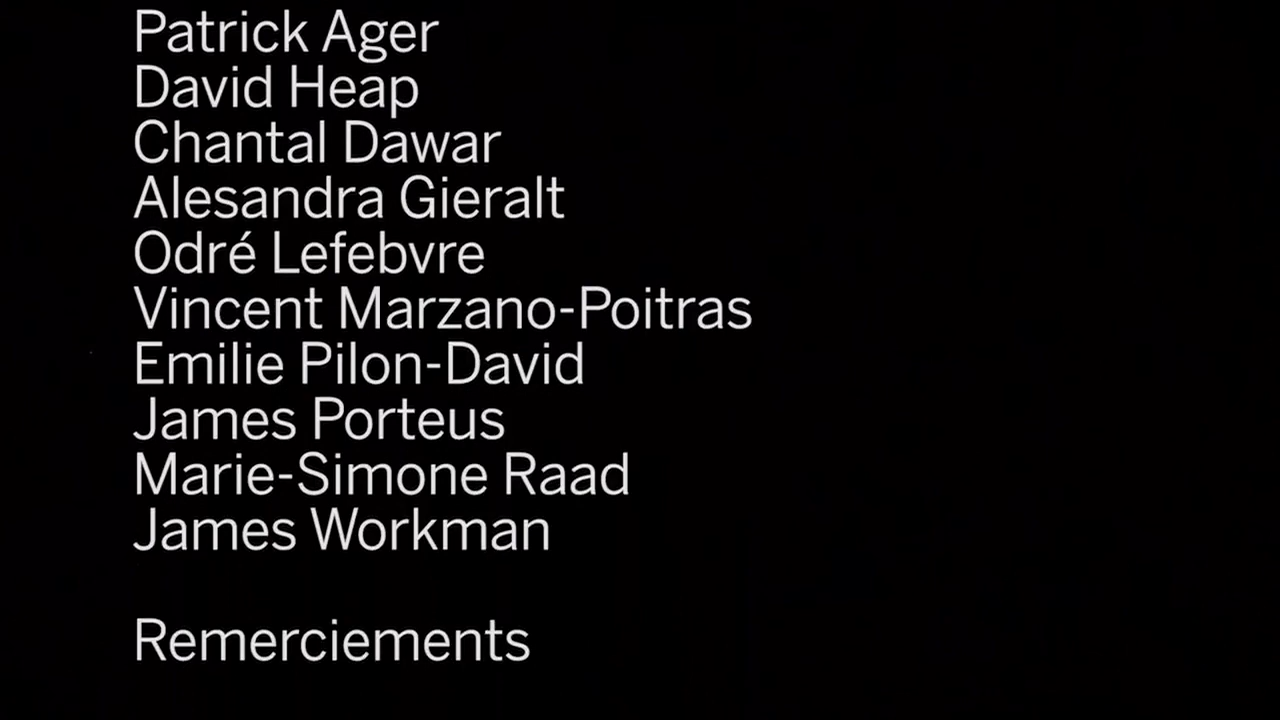 Patrick Ager
David Heap
Chantal Dawar
Alesandra Gieralt
Odré Lefebvre
Vincent Marzano-Poitras
Emilie Pilon-David
James Porteus
Marie-Simone Raad
James Workman
Remerciements